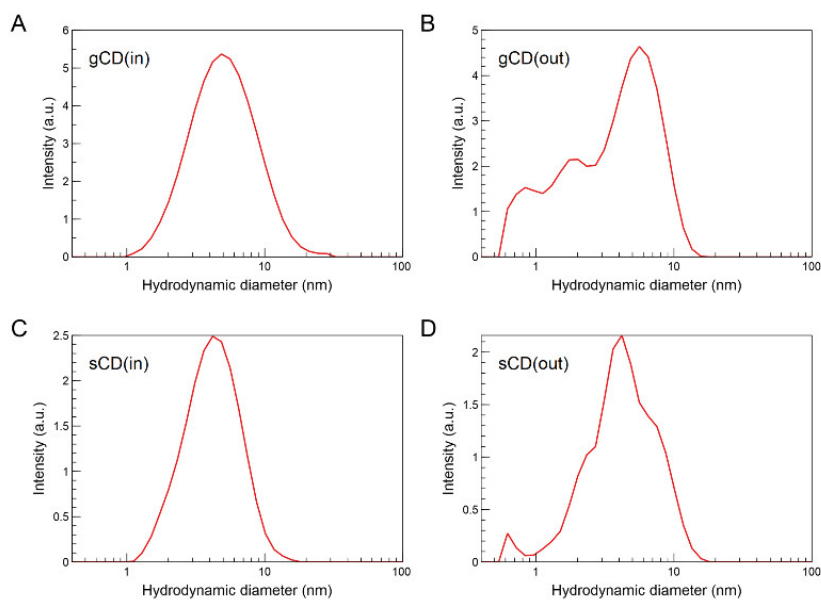 A
gCD(in)
Intensity (a.u.)
6
5
4
3
2
1
0
1
10
100
Hydrodynamic diameter (nm)
B
gCD(out)
Intensity (a.u.)
5
4
3
2
1
0
1
10
100
Hydrodynamic diameter (nm)
C
sCD(in)
Intensity (a.u.)
2.5
2
1.5
1
0.5
0
1
10
100
Hydrodynamic diameter (nm)
D
sCD(out)
Intensity (a.u.)
2
1.5
1
0.5
0
1
10
100
Hydrodynamic diameter (nm)